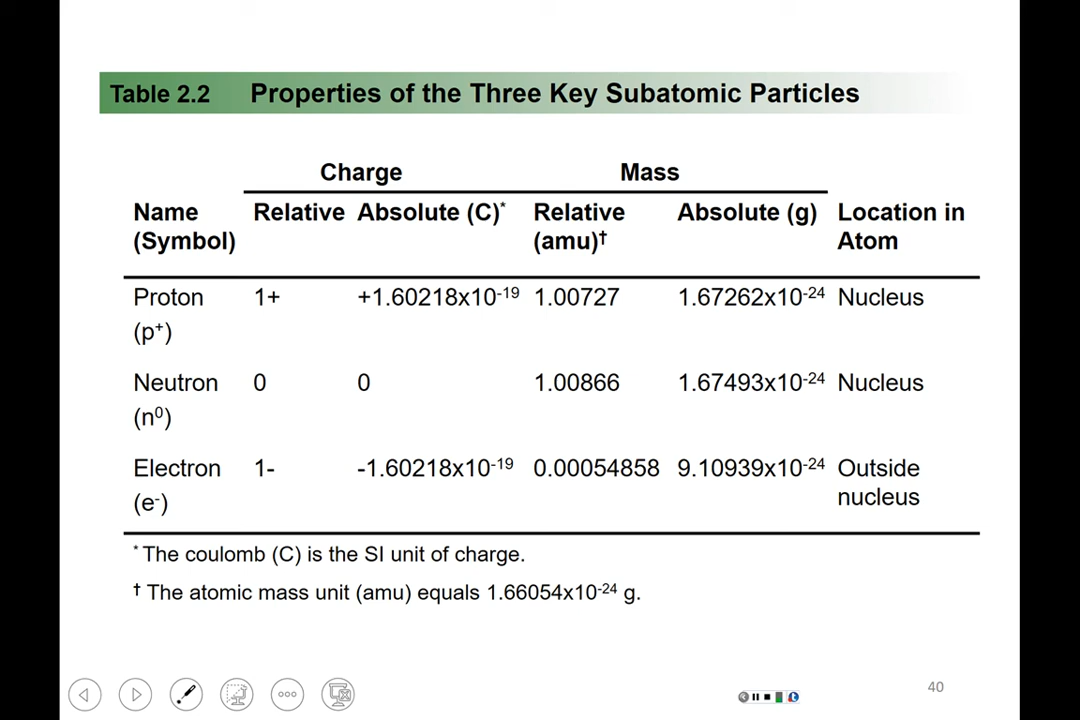 Table 2.2 Properties of the Three Key Subatomic Particles
Charge Mass
Name Relative Absolute (C)* Relative Absolute (g) Location in
(Symbol) (amu)† Atom
Proton 1+ +1.60218x10⁻¹⁹ 1.00727 1.67262x10⁻²⁴ Nucleus
(p⁺)
Neutron 0 0 1.00866 1.67493x10⁻²⁴ Nucleus
(n⁰)
Electron 1- -1.60218x10⁻¹⁹ 0.00054858 9.10939x10⁻²⁴ Outside
(e⁻) nucleus
* The coulomb (C) is the SI unit of charge.
† The atomic mass unit (amu) equals 1.66054x10⁻²⁴ g.
40